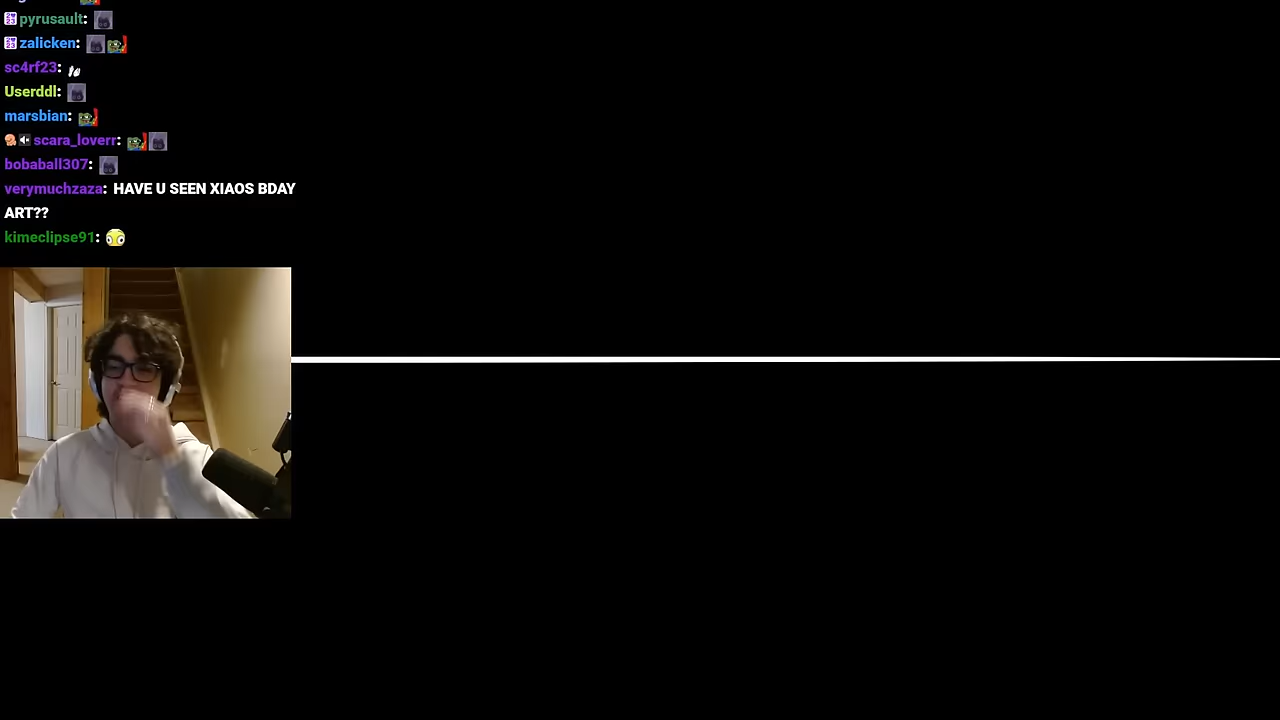 pyrusault:
zalicken:
sc4rf23:
Userddl:
marsbian:
scara_loverr:
bobaball307:
verymuchzaza: HAVE U SEEN XIAOS BDAY
ART??
kimeclipse91: